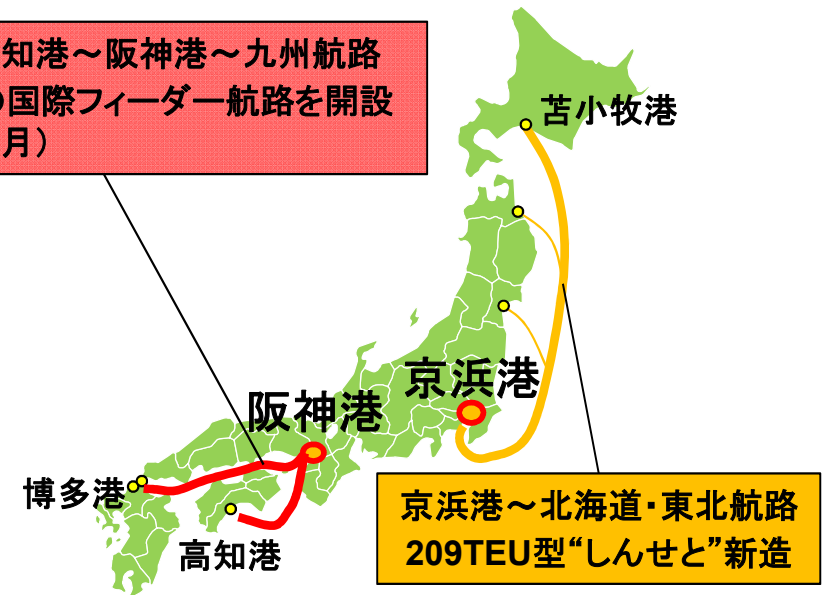 知港～阪神港～九州航路
国際フィーダー航路を開設
月）
苫小牧港
京浜港
阪神港
博多港
高知港
京浜港～北海道・東北航路
209TEU型“しんせと”新造